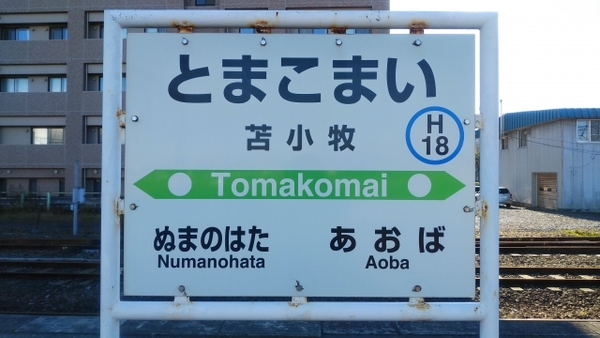 とまこまい
苫小牧
H
18
Tomakomai
ぬまのはた あおば
Numanohata Aoba